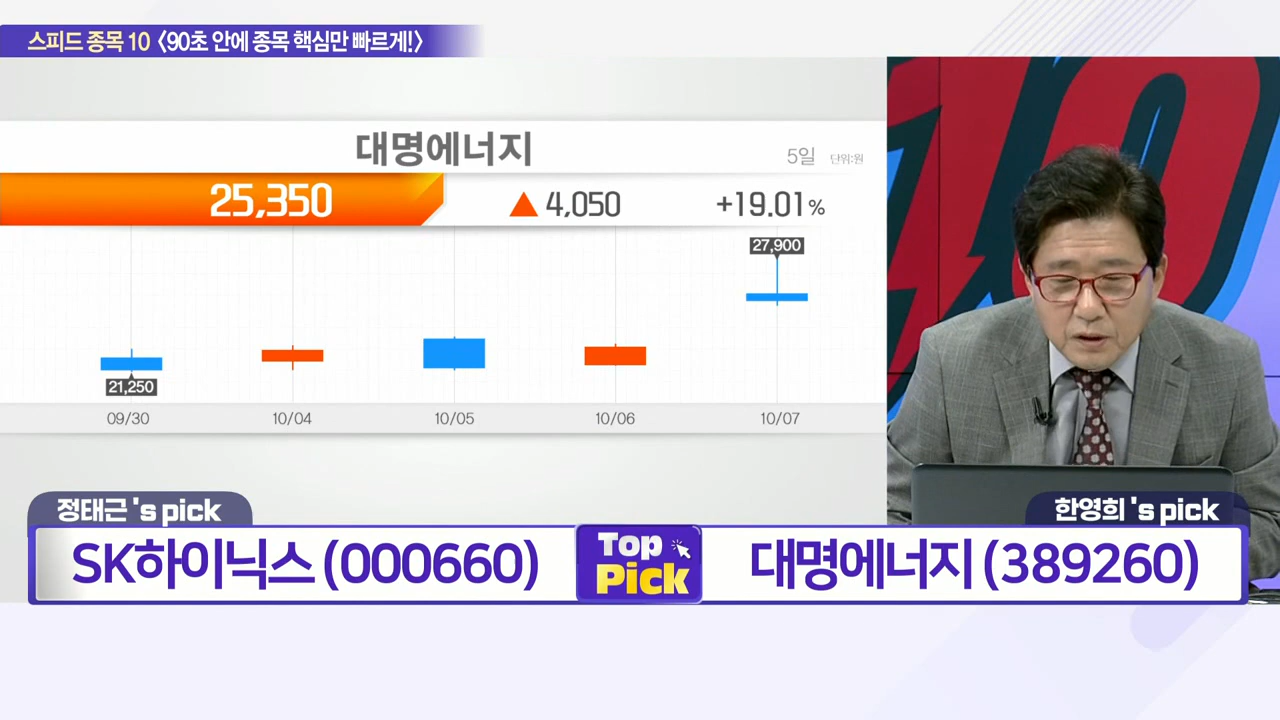 스피드 종목 10 〈90초 안에 종목 핵심만 빠르게!〉
대명에너지
5일 단위:원
25,350 ▲ 4,050 +19.01%
27,900
21,250
09/30 10/04 10/05 10/06 10/07
10
정태근 's pick
한영희 's pick
SK하이닉스 (000660)
Top Pick
대명에너지 (389260)